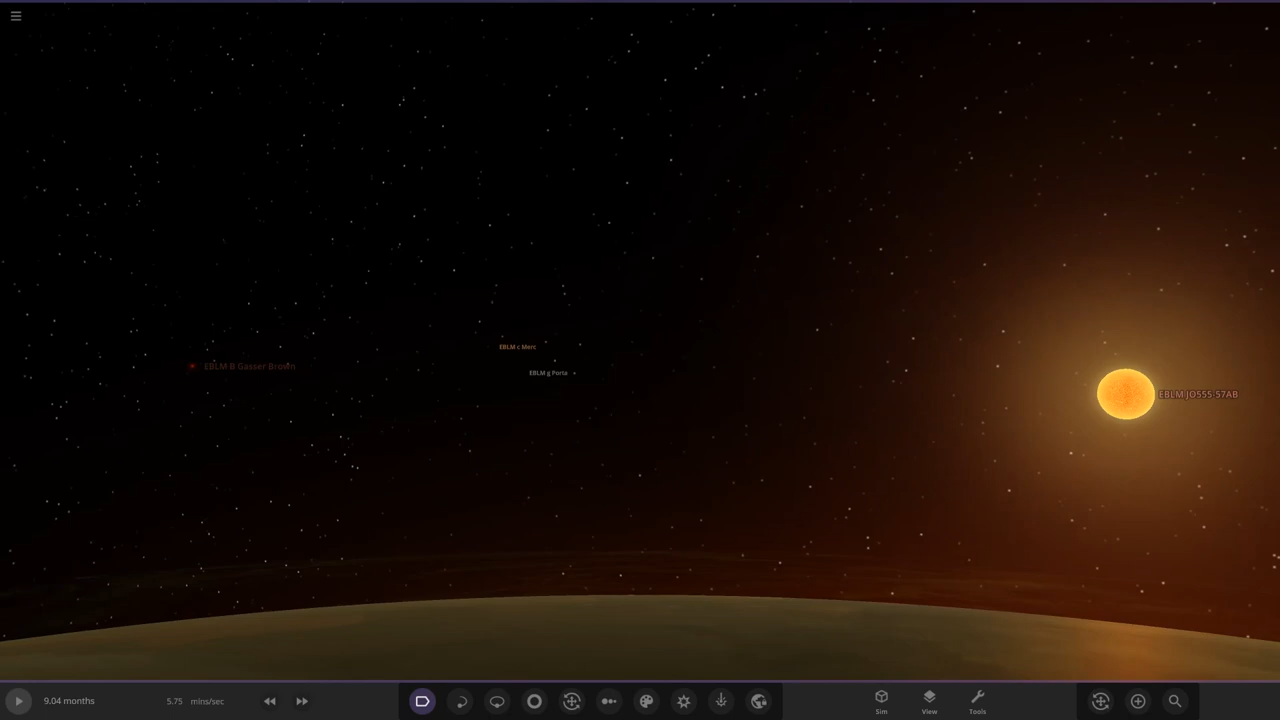 EBLM c Merc
EBLM B Gasser Brown
EBLM g Porta
EBLM JO555-57AB
9.04 months
5.75 mins/sec
Sim
View
Tools